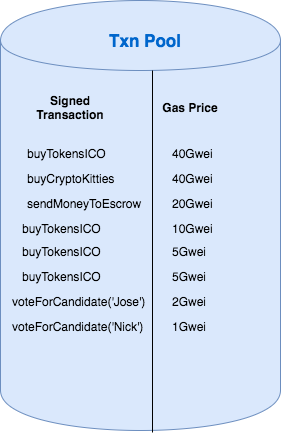 Txn Pool
Signed Transaction Gas Price
buyTokensICO 40Gwei
buyCryptoKitties 40Gwei
sendMoneyToEscrow 20Gwei
buyTokensICO 10Gwei
buyTokensICO 5Gwei
buyTokensICO 5Gwei
voteForCandidate('Jose') 2Gwei
voteForCandidate('Nick') 1Gwei